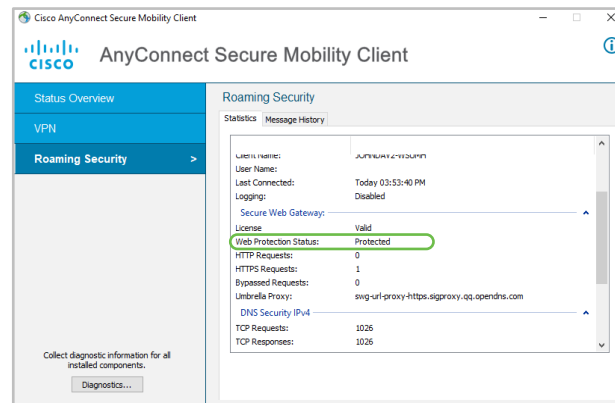 Cisco AnyConnect Secure Mobility Client
CISCO
AnyConnect Secure Mobility Client
Status Overview
VPN
Roaming Security >
Collect diagnostic information for all
installed components.
Diagnostics...
Roaming Security
Statistics Message History
Client Name:
User Name:
Last Connected: Today 03:53:40 PM
Logging: Disabled
Secure Web Gateway:
License Valid
Web Protection Status: Protected
HTTP Requests: 0
HTTPS Requests: 1
Bypassed Requests: 0
Umbrella Proxy: swg-url-proxy-https.sigproxy.qq.opendns.com
DNS Security IPv4
TCP Requests: 1026
TCP Responses: 1026